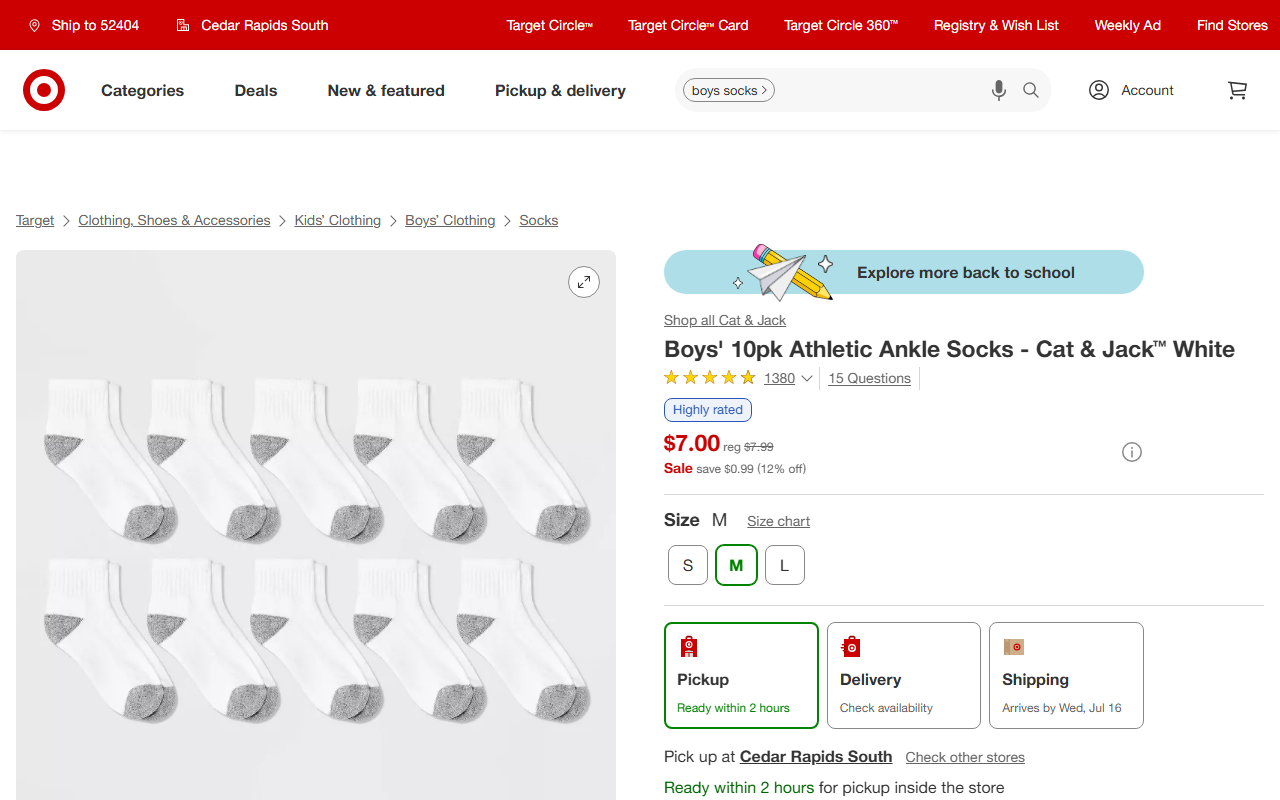 Ship to 52404
Cedar Rapids South
Target Circle™
Target Circle™ Card
Target Circle 360™
Registry & Wish List
Weekly Ad
Find Stores
Categories
Deals
New & featured
Pickup & delivery
boys socks
Account
Target
Clothing, Shoes & Accessories
Kids’ Clothing
Boys’ Clothing
Socks
Explore more back to school
Shop all Cat & Jack
Boys' 10pk Athletic Ankle Socks - Cat & Jack™ White
1380
15 Questions
Highly rated
$7.00 reg $7.99
Sale save $0.99 (12% off)
Size M Size chart
S
M
L
Pickup
Ready within 2 hours
Delivery
Check availability
Shipping
Arrives by Wed, Jul 16
Pick up at Cedar Rapids South Check other stores
Ready within 2 hours for pickup inside the store